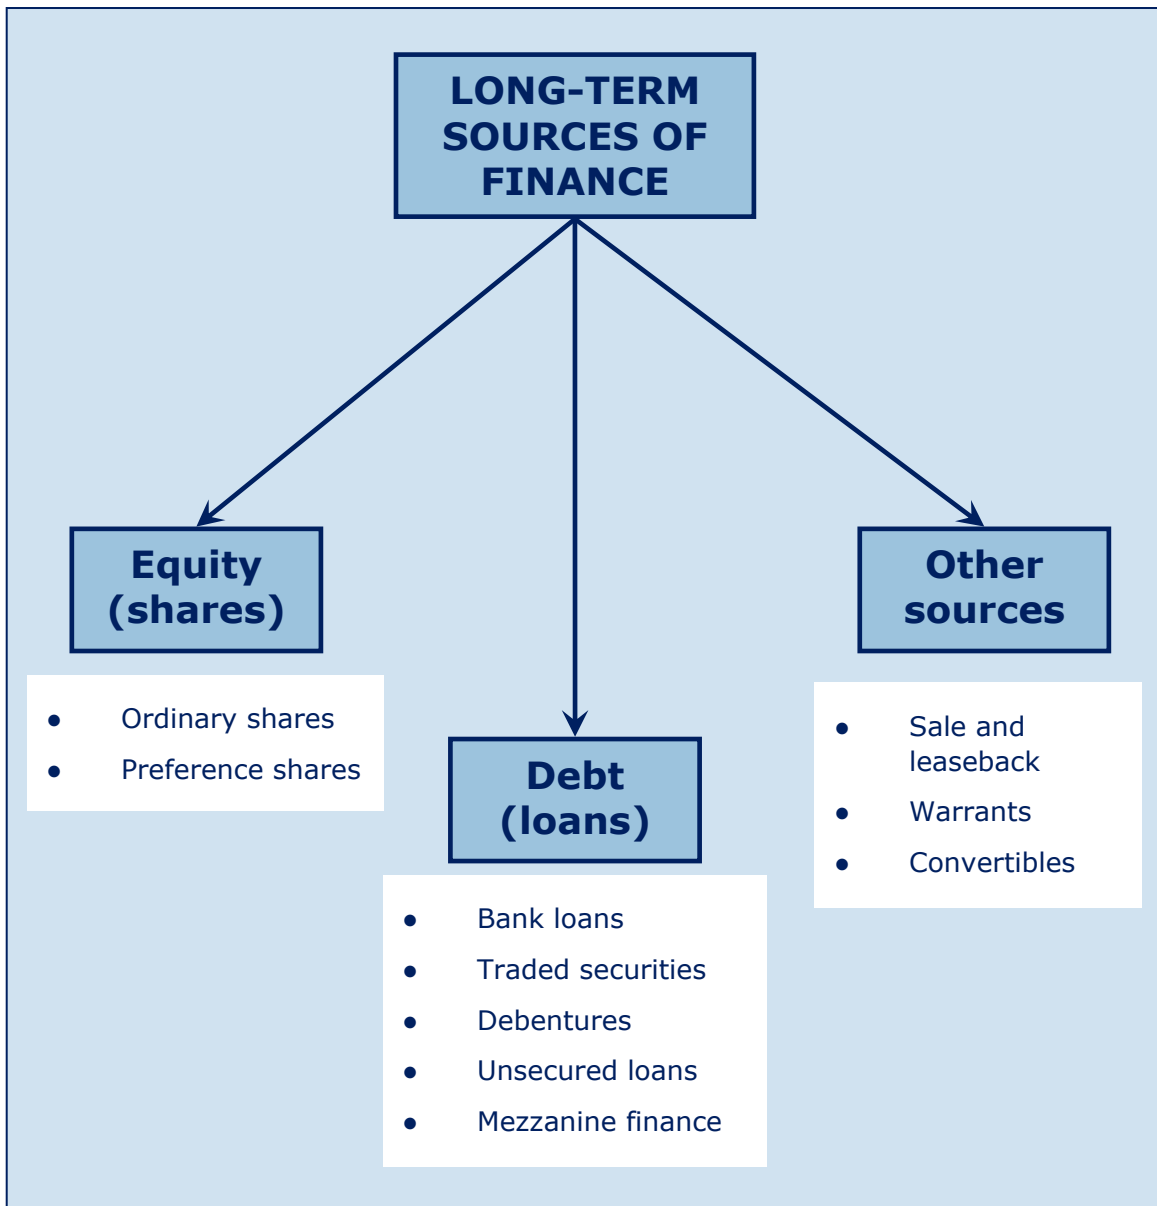 LONG-TERM
SOURCES OF
FINANCE
Equity
(shares)
● Ordinary shares
● Preference shares
Debt
(loans)
● Bank loans
● Traded securities
● Debentures
● Unsecured loans
● Mezzanine finance
Other
sources
● Sale and
leaseback
● Warrants
● Convertibles